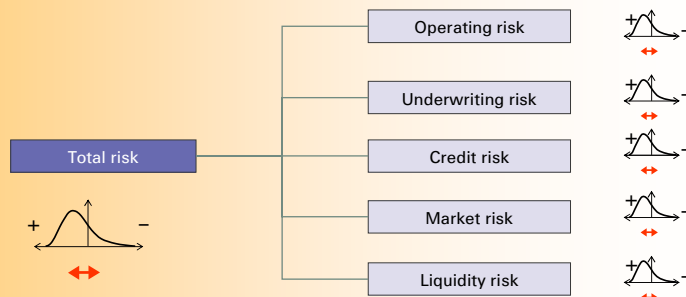 Operating risk
+ -
Underwriting risk
+ -
Total risk
Credit risk
+ -
+ −
Market risk
+ -
Liquidity risk
+ -